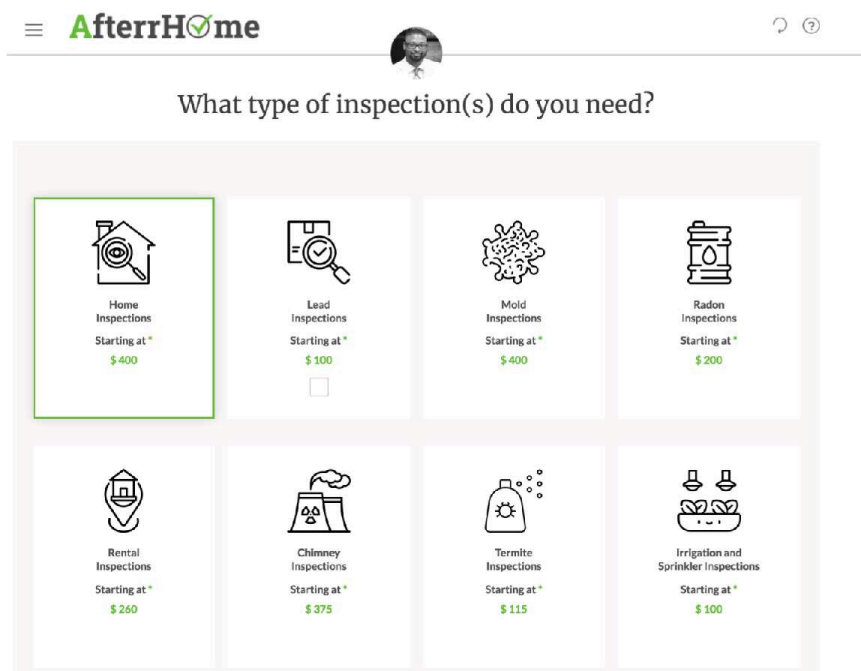 AfterrHome
What type of inspection(s) do you need?
Home
Inspections
Starting at *
$ 400
Lead
Inspections
Starting at *
$ 100
Mold
Inspections
Starting at *
$ 400
Radon
Inspections
Starting at *
$ 200
Rental
Inspections
Starting at *
$ 260
Chimney
Inspections
Starting at *
$ 375
Termite
Inspections
Starting at *
$ 115
Irrigation and
Sprinkler Inspections
Starting at *
$ 100